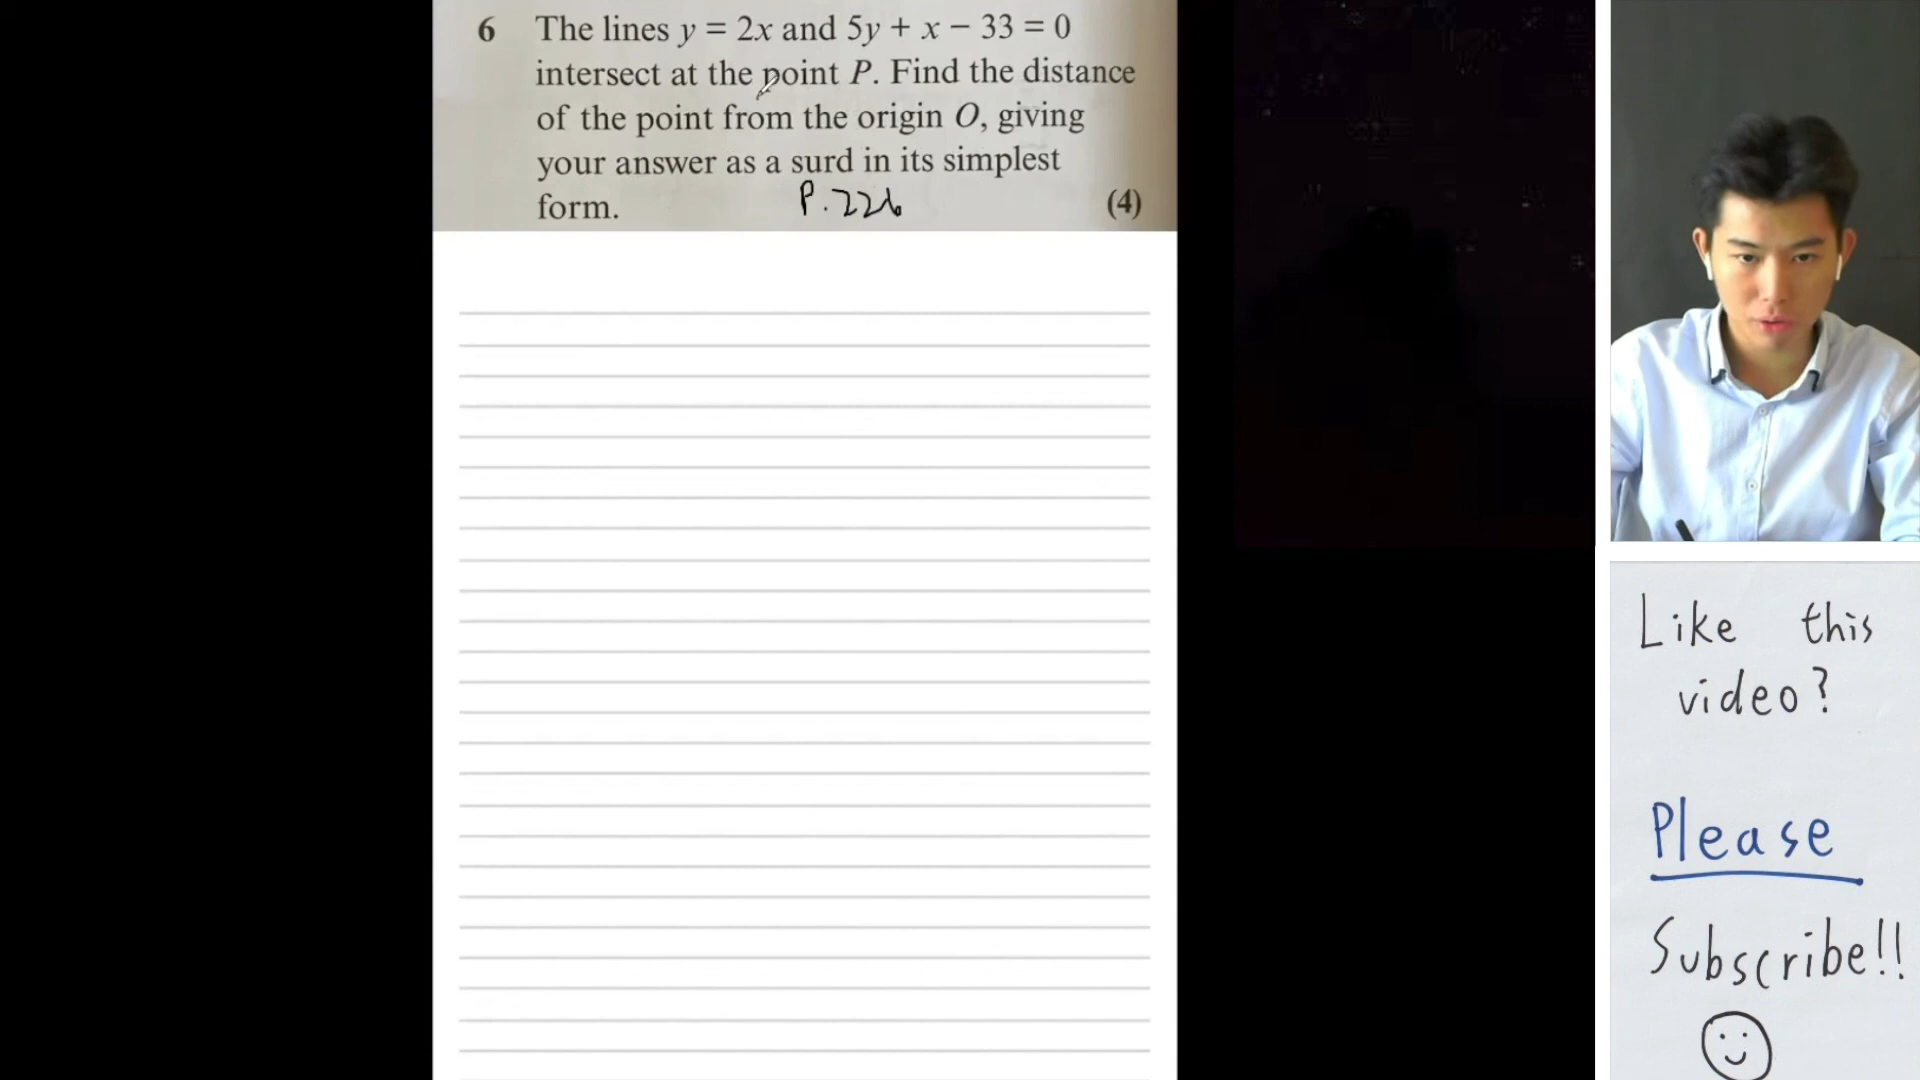 6 The lines y = 2x and 5y + x − 33 = 0
intersect at the point P. Find the distance
of the point from the origin O, giving
your answer as a surd in its simplest
form. (4)
P.226
Like this
video?
Please
Subscribe!!